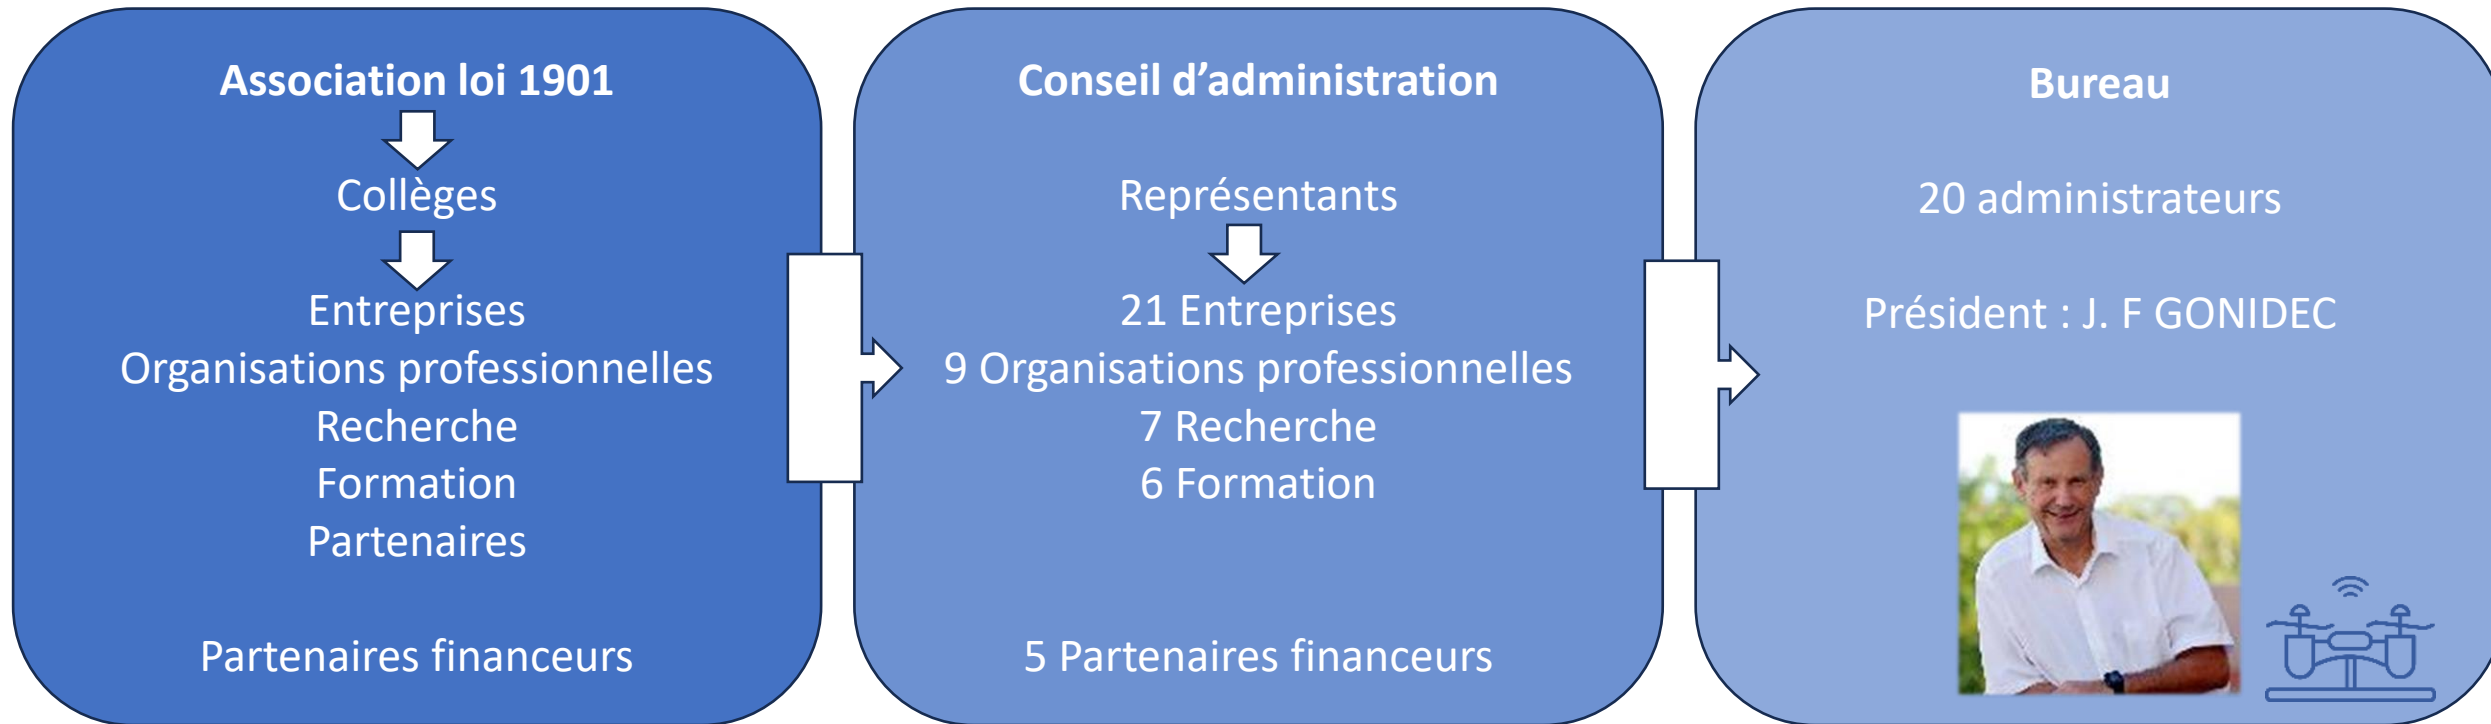 Association loi 1901
Collèges
Entreprises
Organisations professionnelles
Recherche
Formation
Partenaires
Partenaires financeurs
Conseil d’administration
Représentants
21 Entreprises
9 Organisations professionnelles
7 Recherche
6 Formation
5 Partenaires financeurs
Bureau
20 administrateurs
Président : J. F GONIDEC